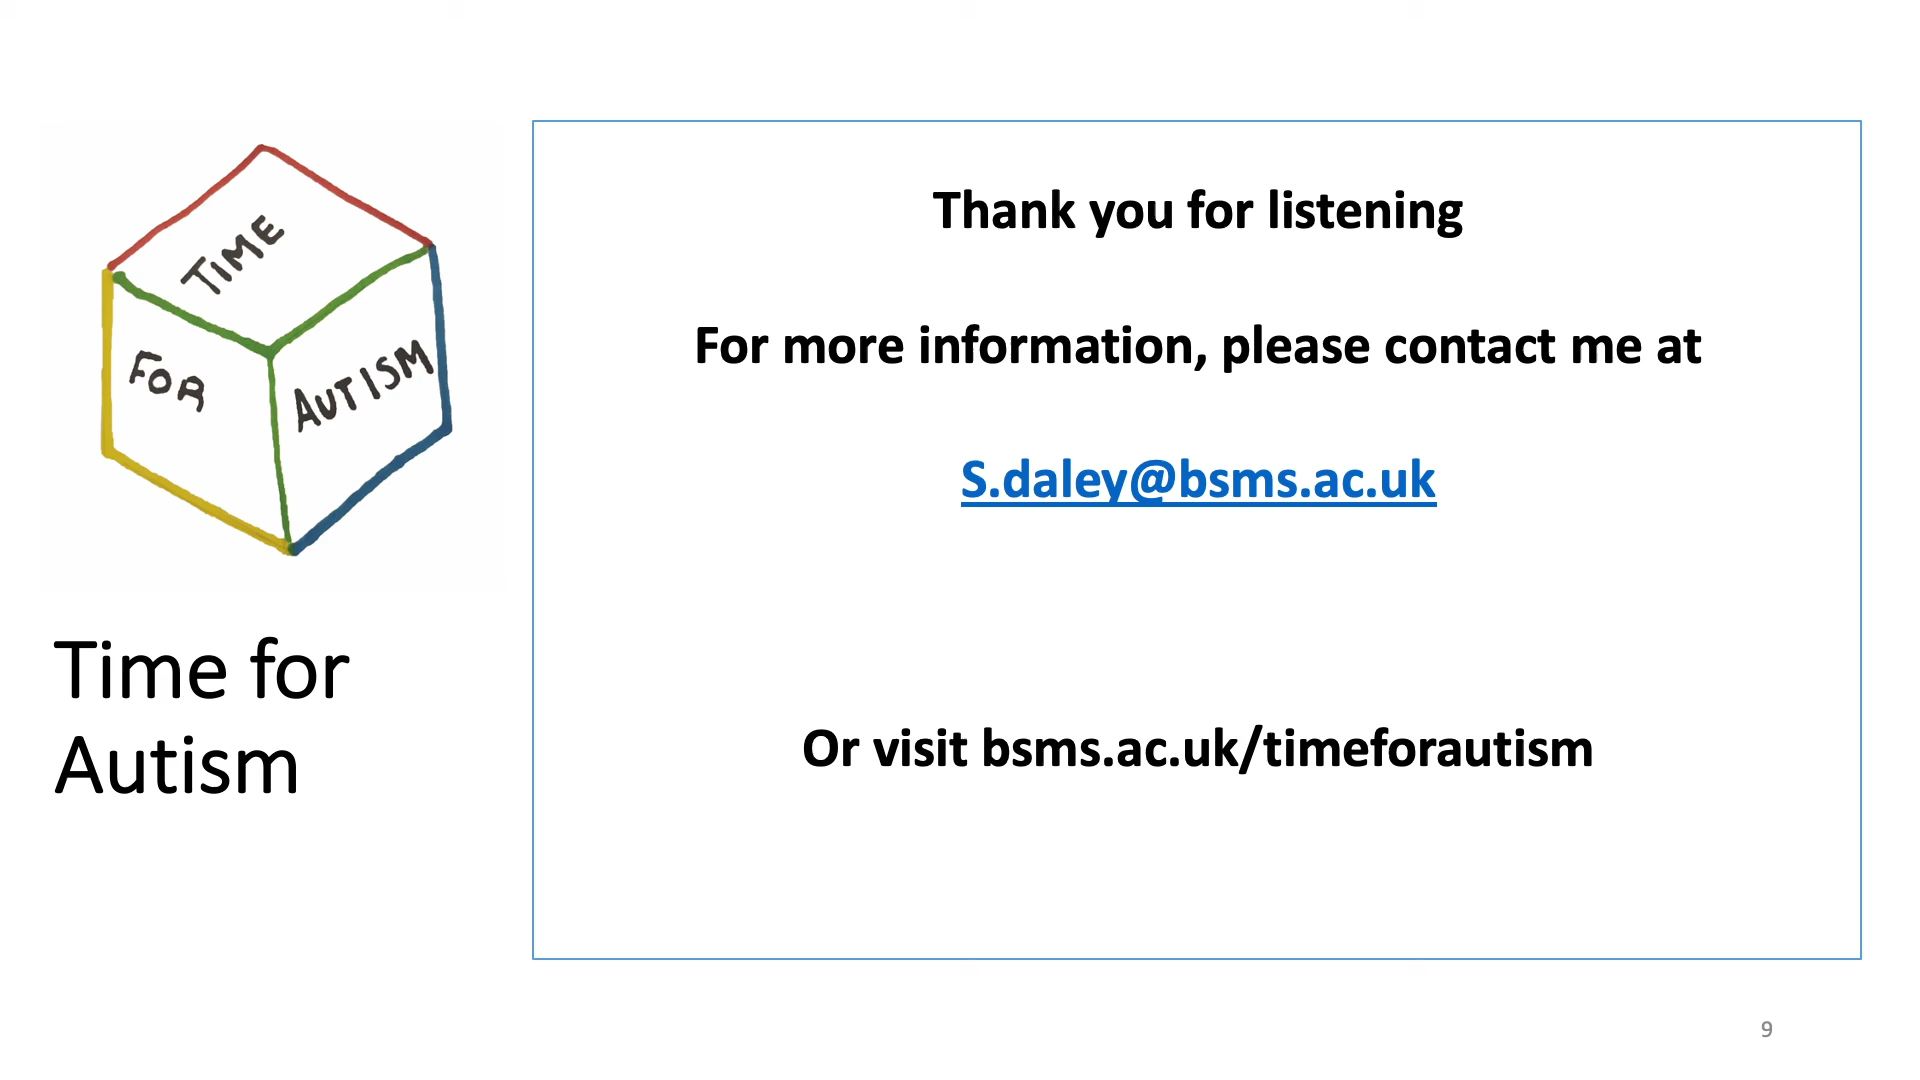 TIME
FOR
AUTISM
Time for
Autism
Thank you for listening
For more information, please contact me at
S.daley@bsms.ac.uk
Or visit bsms.ac.uk/timeforautism
9